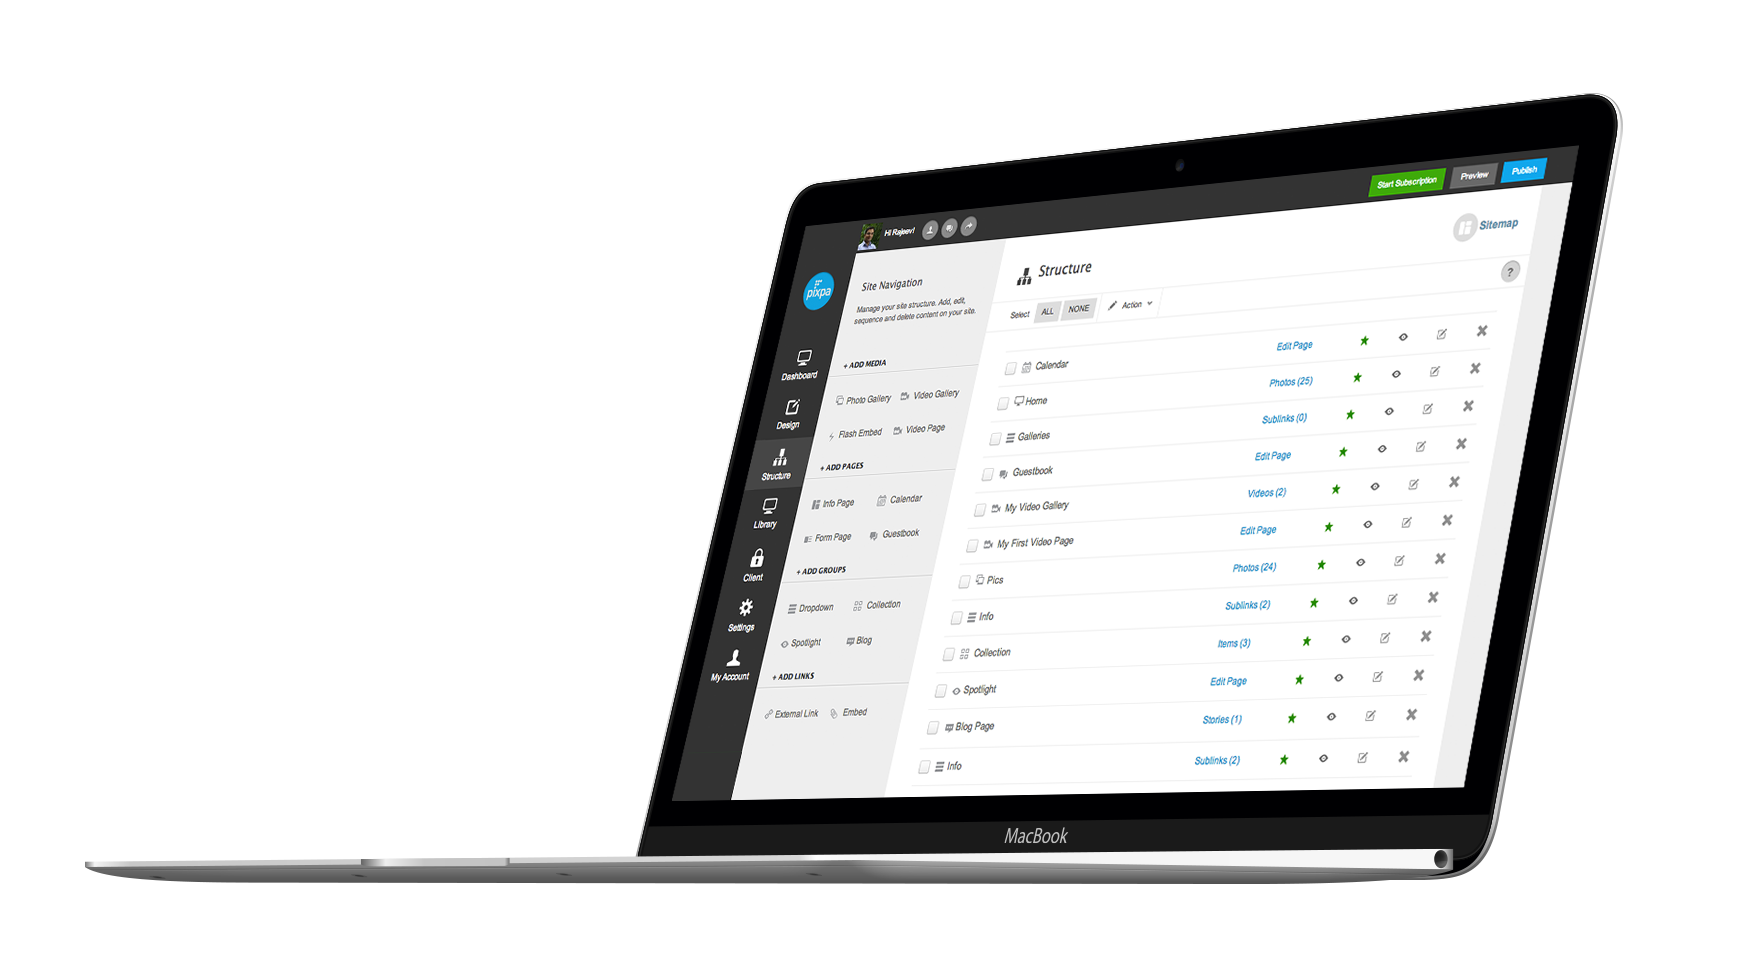 Start Subscription Preview Publish
Hi Rajeev!
Sitemap
pixpa
Dashboard
Design
Structure
Library
Client
Settings
My Account
Site Navigation
Manage your site structure. Add, edit,
sequence and delete content on your site.
+ ADD MEDIA
Photo Gallery Video Gallery
Flash Embed Video Page
+ ADD PAGES
Info Page Calendar
Form Page Guestbook
+ ADD GROUPS
Dropdown Collection
Spotlight Blog
+ ADD LINKS
External Link Embed
Structure
?
Select ALL NONE Action
Calendar Edit Page
Home Photos (25)
Galleries Sublinks (0)
Guestbook Edit Page
My Video Gallery Videos (2)
My First Video Page Edit Page
Pics Photos (24)
Info Sublinks (2)
Collection Items (3)
Spotlight Edit Page
Blog Page Stories (1)
Info Sublinks (2)
MacBook